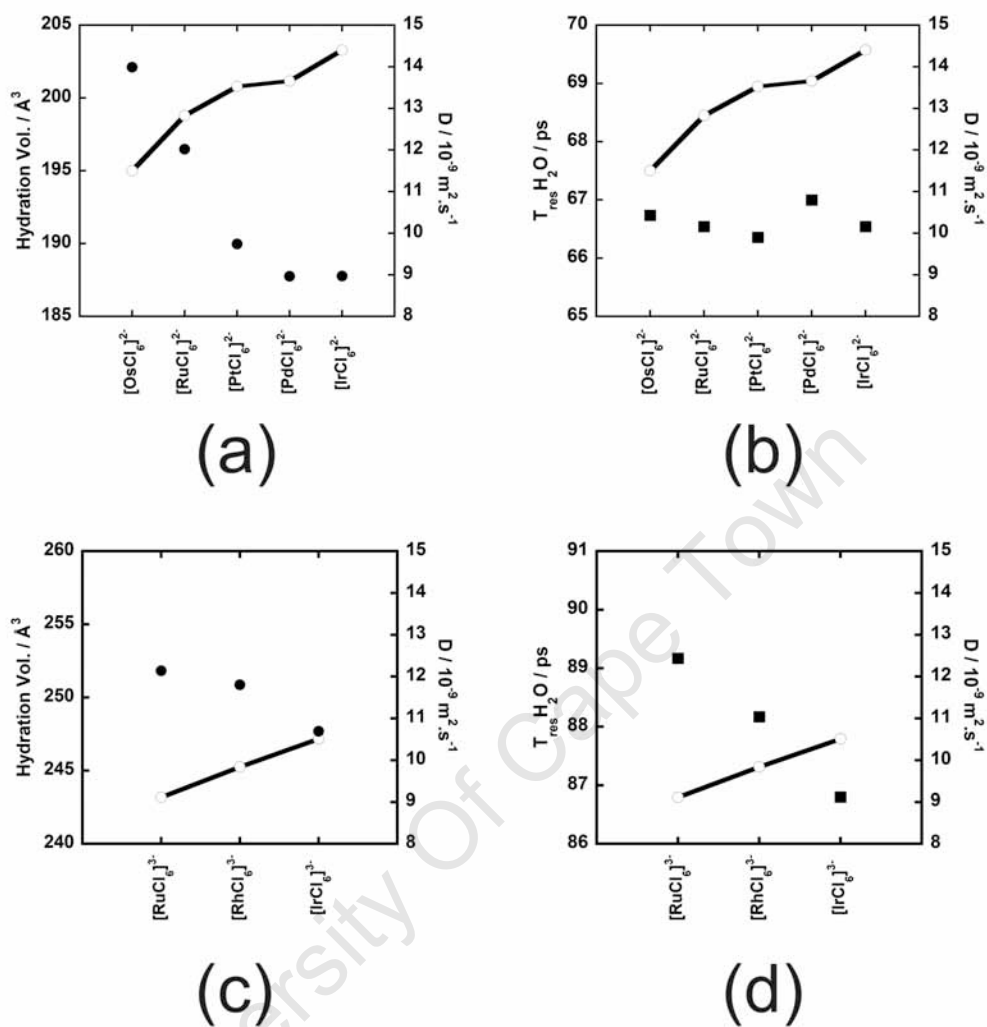 205
200
195
190
185
Hydration Vol. / Å³
15
14
13
12
11
10
9
8
D / 10⁻⁹ m².s⁻¹
[OsCl₆]²⁻
[RuCl₆]²⁻
[PtCl₆]²⁻
[PdCl₆]²⁻
[IrCl₆]²⁻
(a)
70
69
68
67
66
65
T_res H₂O / ps
15
14
13
12
11
10
9
8
D / 10⁻⁹ m².s⁻¹
[OsCl₆]²⁻
[RuCl₆]²⁻
[PtCl₆]²⁻
[PdCl₆]²⁻
[IrCl₆]²⁻
(b)
260
255
250
245
240
Hydration Vol. / Å³
15
14
13
12
11
10
9
8
D / 10⁻⁹ m².s⁻¹
[RuCl₆]³⁻
[RhCl₆]³⁻
[IrCl₆]³⁻
(c)
91
90
89
88
87
86
T_res H₂O / ps
15
14
13
12
11
10
9
8
D / 10⁻⁹ m².s⁻¹
[RuCl₆]³⁻
[RhCl₆]³⁻
[IrCl₆]³⁻
(d)
ersity Of Cape Town